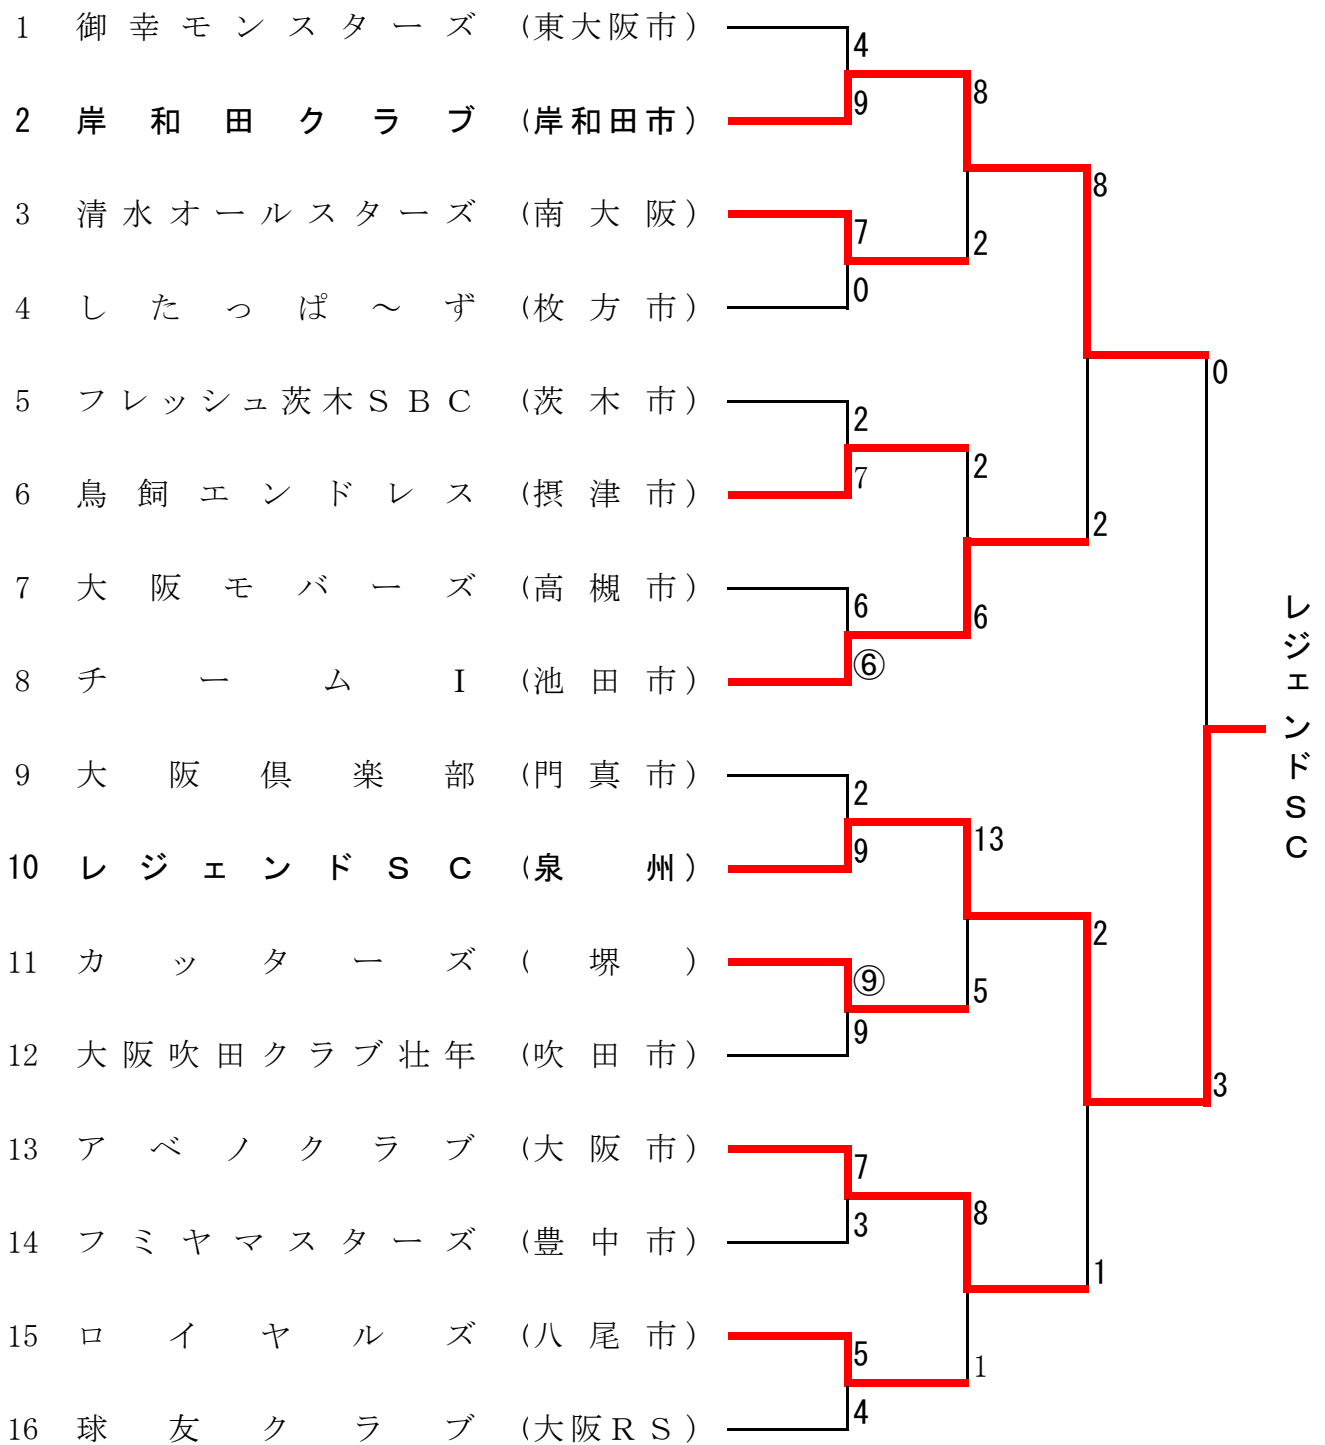 1 御幸モンスターズ (東大阪市)
4
9
8
2 岸和田クラブ (岸和田市)
8
3 清水オールスターズ (南大阪)
7
2
0
4 したっぱ～ず (枚方市)
0
5 フレッシュ茨木SBC (茨木市)
2
7
2
6 鳥飼エンドレス (摂津市)
2
7 大阪モバーズ (高槻市)
6
6
⑥
8 チームI (池田市)
レジェンドSC
9 大阪倶楽部 (門真市)
2
9
13
10 レジェンドSC (泉州)
2
11 カッターズ (堺)
⑨
5
9
12 大阪吹田クラブ壮年 (吹田市)
3
13 アベノクラブ (大阪市)
7
8
3
14 フミヤマスターズ (豊中市)
1
15 ロイヤルズ (八尾市)
5
1
4
16 球友クラブ (大阪RS)